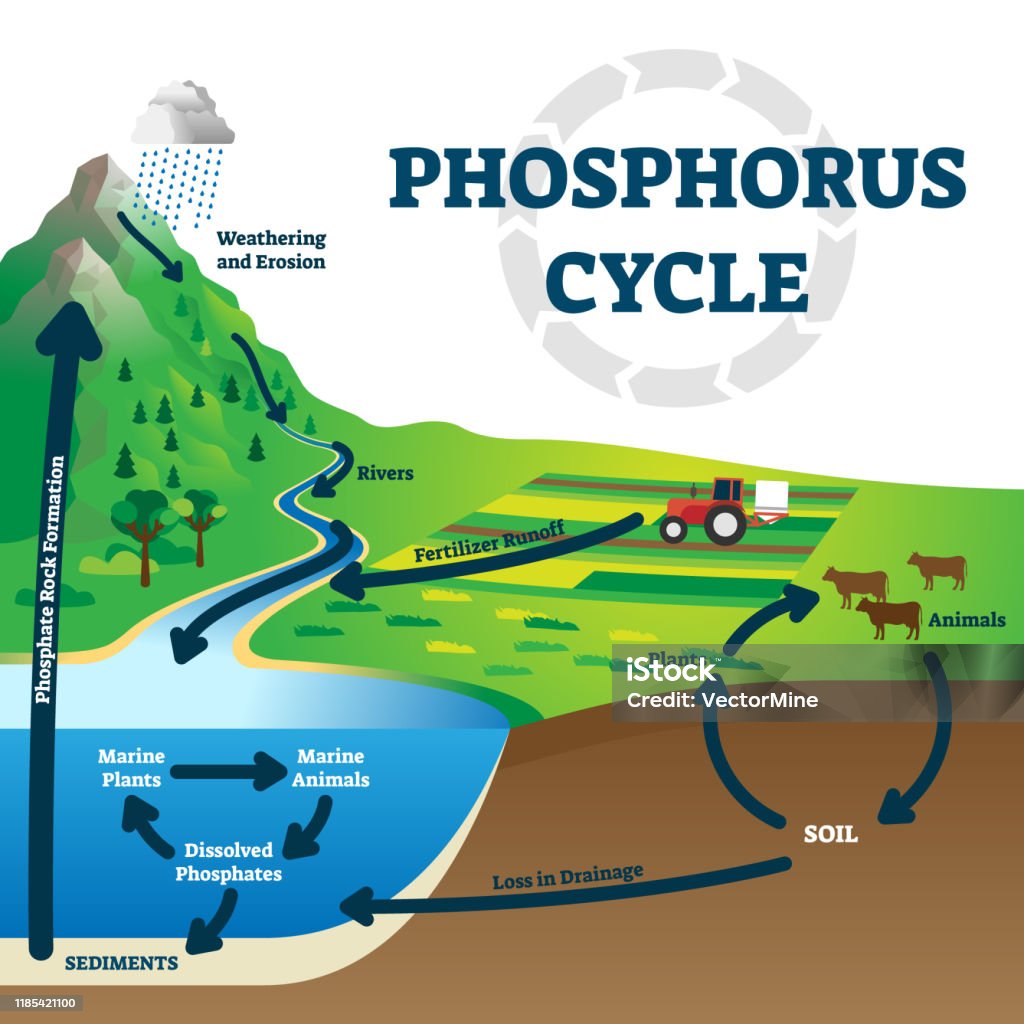 PHOSPHORUS
CYCLE
Weathering
and Erosion
Rivers
Phosphate Rock Formation
Fertilizer Runoff
Animals
Plants
iStock
Credit: VectorMine
Marine
Plants
Marine
Animals
Dissolved
Phosphates
SOIL
Loss in Drainage
SEDIMENTS
1185421100